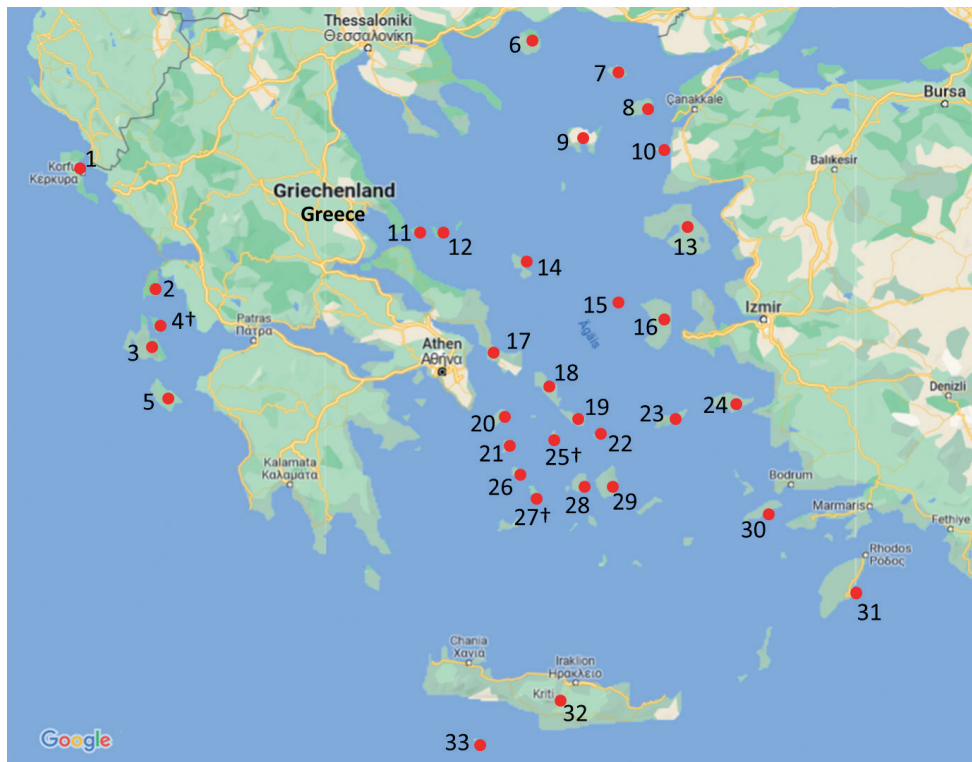 Thessaloniki
Θεσσαλονίκη
6
7
Bursa
8
Çanakkale
9
10
1
Korfu
Κερκυρα
Balıkesir
Griechenland
Greece
11
12
13
14
2
15
4†
Patras
Πάτρα
16
Izmir
Ägäis
3
17
Athen
Αθήνα
18
5
Denizli
20
19
23
24
21
22
25†
Kalamata
Καλαμάτα
26
27†
28
29
Bodrum
Marmaris
30
Fethiye
Rhodos
Ρόδος
31
Chania
Χανιά
Iraklion
Ηράκλειο
Kriti
32
33
Google